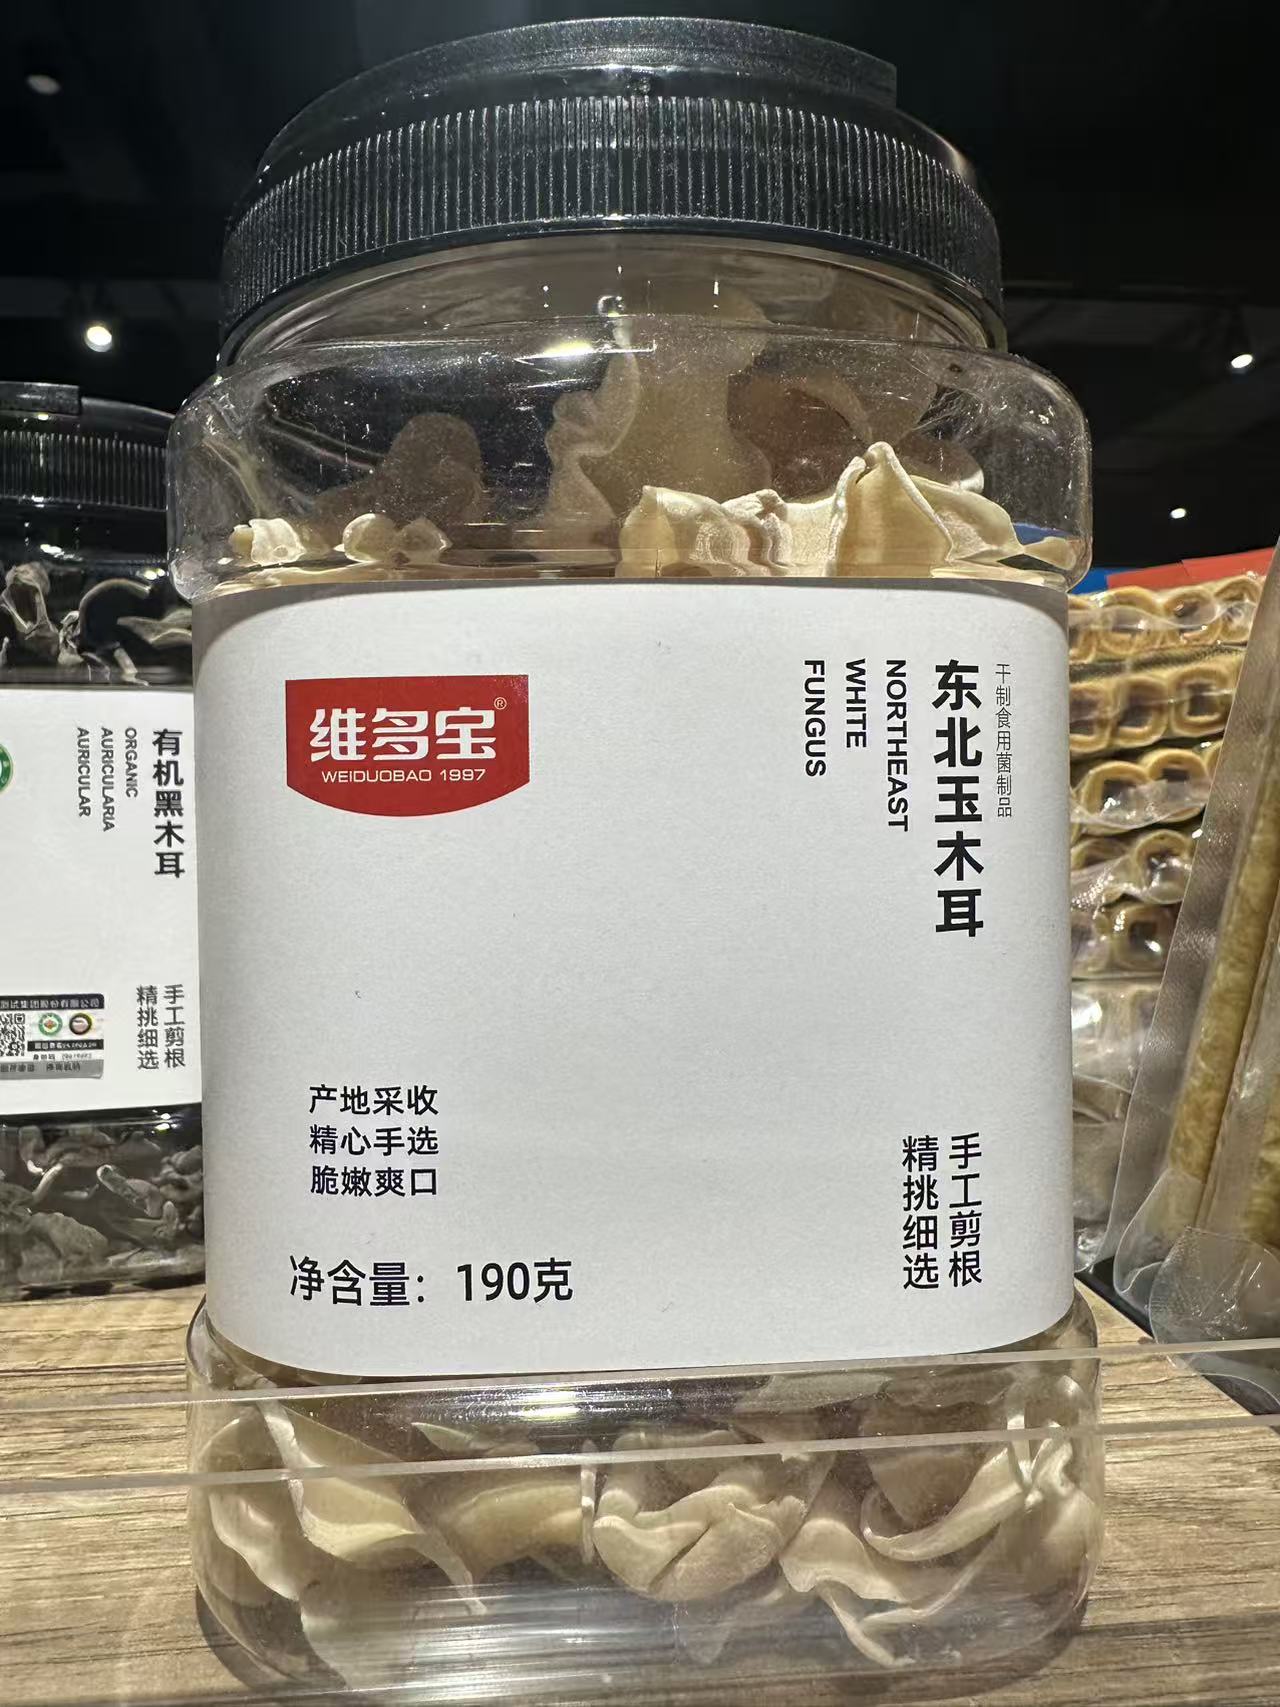 维多宝®
WEIDUOBAO 1997
干制食用菌制品
东北玉木耳
NORTHEAST
WHITE
FUNGUS
产地采收
精心手选
脆嫩爽口
净含量：190克
手工剪根
精挑细选
有机黑木耳
ORGANIC
AURICULARIA
AURICULAR
手工剪根
精挑细选